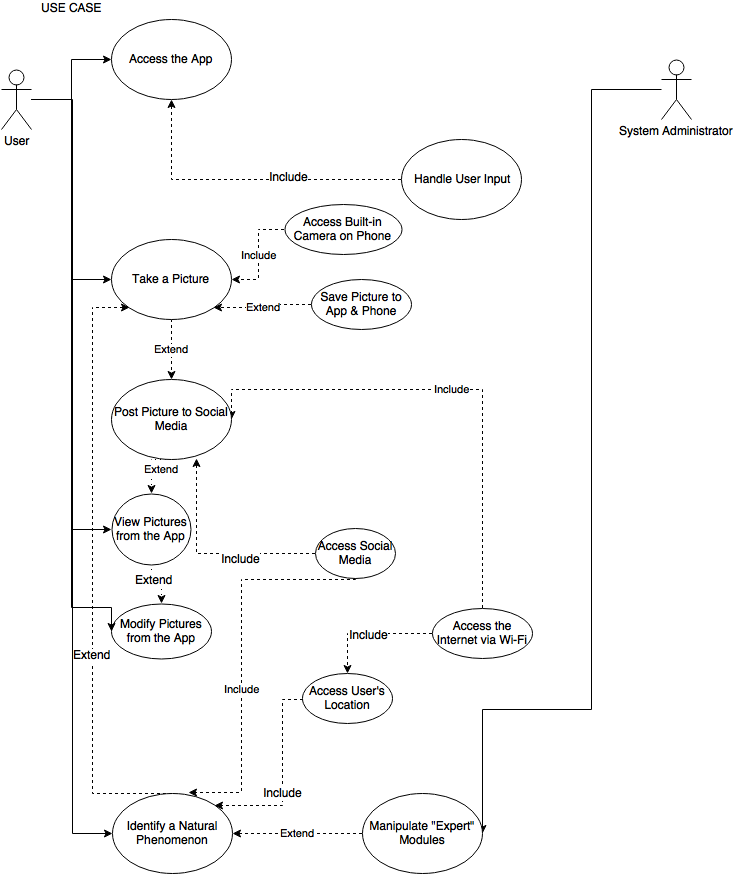 USE CASE
Access the App
User
System Administrator
Include
Handle User Input
Access Built-in
Camera on Phone
Include
Take a Picture
Save Picture to
App & Phone
Extend
Extend
Include
Post Picture to Social
Media
Extend
View Pictures
from the App
Access Social
Media
Include
Extend
Modify Pictures
from the App
Access the
Internet via Wi-Fi
Include
Extend
Include
Access User's
Location
Include
Identify a Natural
Phenomenon
Extend
Manipulate "Expert"
Modules